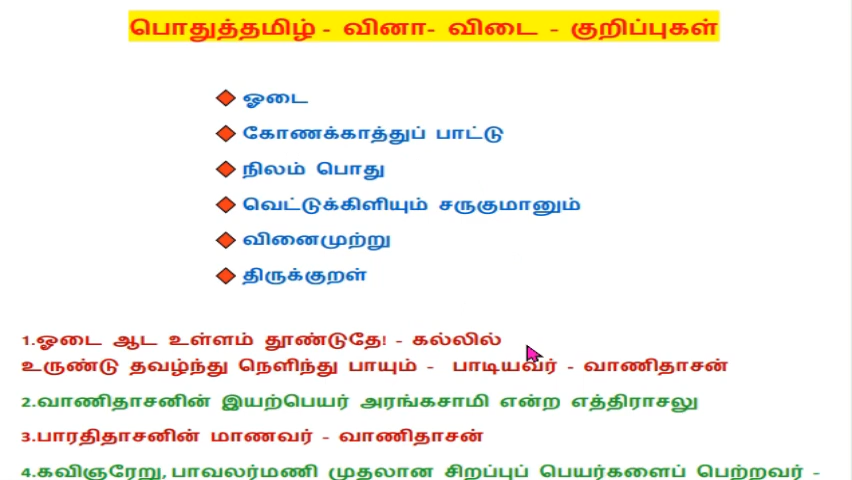 பொதுத்தமிழ் - வினா- விடை - குறிப்புகள்
ஓடை
கோணக்காத்துப் பாட்டு
நிலம் பொது
வெட்டுக்கிளியும் சருகுமானும்
வினைமுற்று
திருக்குறள்
1.ஓடை ஆட உள்ளம் தூண்டுதே! - கல்லில்
உருண்டு தவழ்ந்து நெளிந்து பாயும் - பாடியவர் - வாணிதாசன்
2.வாணிதாசனின் இயற்பெயர் அரங்கசாமி என்ற எத்திராசலு
3.பாரதிதாசனின் மாணவர் - வாணிதாசன்
4.கவிஞரேறு, பாவலர்மணி முதலான சிறப்புப் பெயர்களைப் பெற்றவர் -